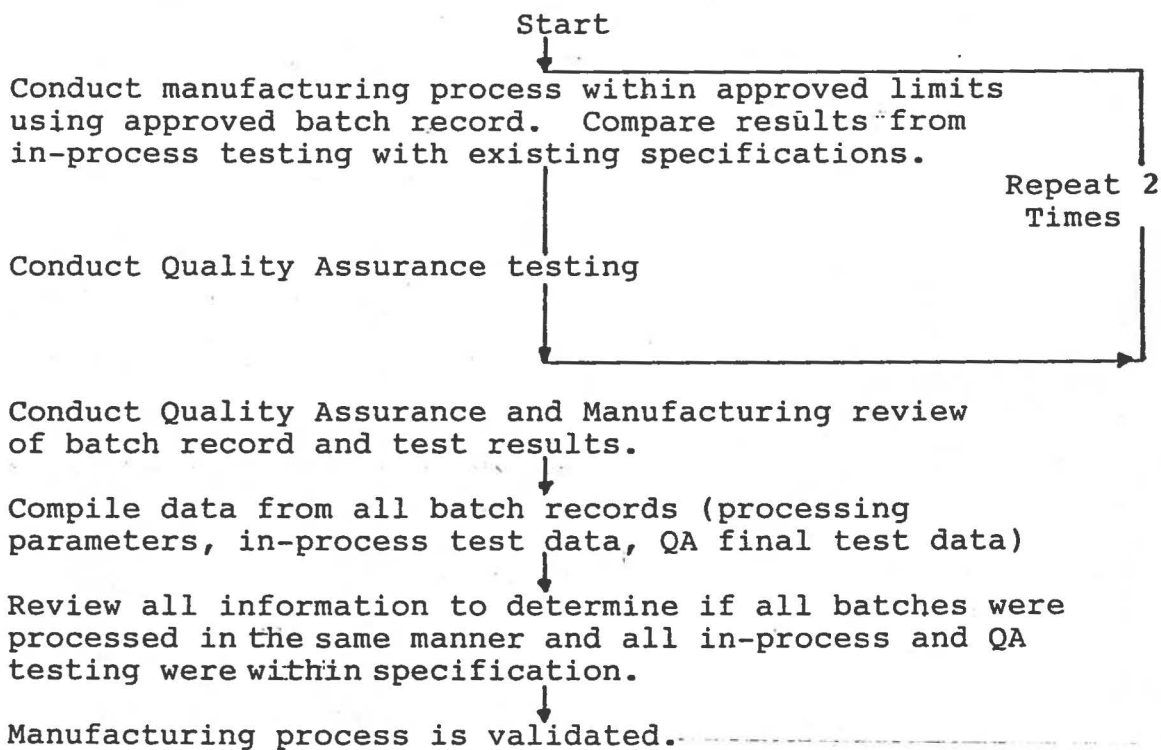 Start
Conduct manufacturing process within approved limits
using approved batch record. Compare results from
in-process testing with existing specifications.
Repeat 2
Times
Conduct Quality Assurance testing
Conduct Quality Assurance and Manufacturing review
of batch record and test results.
Compile data from all batch records (processing
parameters, in-process test data, QA final test data)
Review all information to determine if all batches were
processed in the same manner and all in-process and QA
testing were within specification.
Manufacturing process is validated.